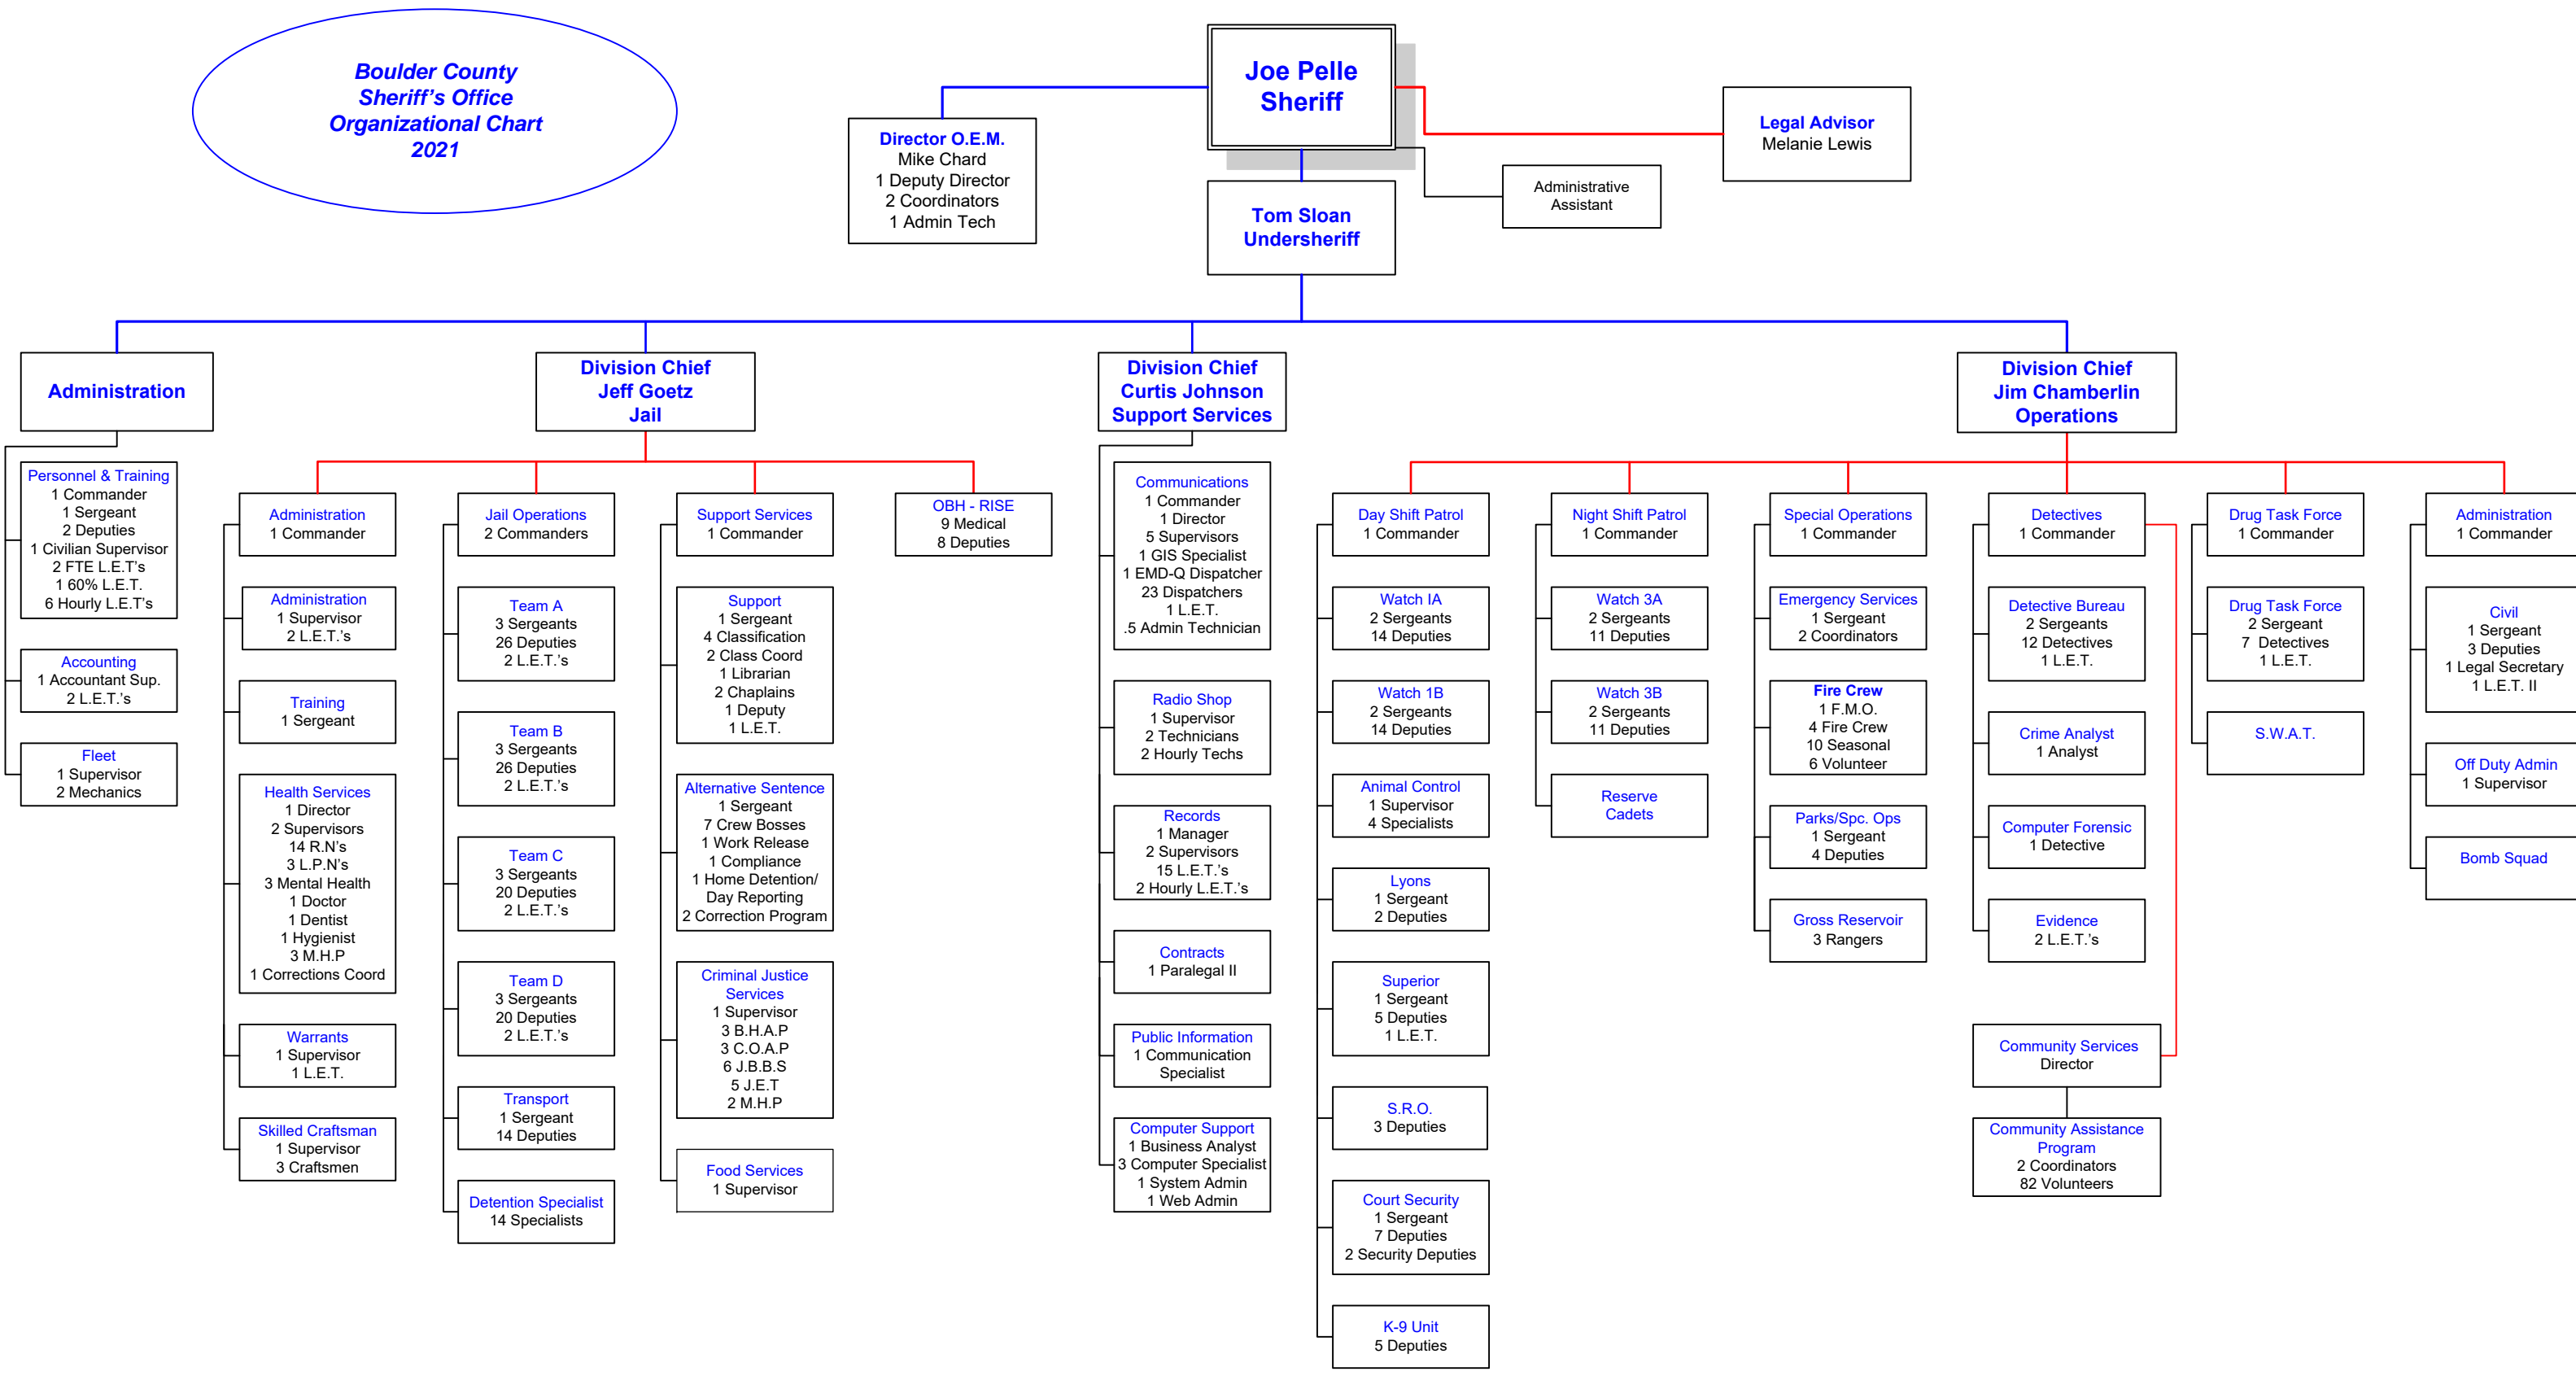 Boulder County
Sheriff’s Office
Organizational Chart
2021
Joe Pelle
Sheriff
Director O.E.M.
Mike Chard
1 Deputy Director
2 Coordinators
1 Admin Tech
Legal Advisor
Melanie Lewis
Administrative
Assistant
Tom Sloan
Undersheriff
Administration
Division Chief
Jeff Goetz
Jail
Division Chief
Curtis Johnson
Support Services
Division Chief
Jim Chamberlin
Operations
Personnel & Training
1 Commander
1 Sergeant
2 Deputies
1 Civilian Supervisor
2 FTE L.E.T’s
1 60% L.E.T.
6 Hourly L.E.T’s
Accounting
1 Accountant Sup.
2 L.E.T.’s
Fleet
1 Supervisor
2 Mechanics
Administration
1 Commander
Administration
1 Supervisor
2 L.E.T.’s
Training
1 Sergeant
Health Services
1 Director
2 Supervisors
14 R.N’s
3 L.P.N’s
3 Mental Health
1 Doctor
1 Dentist
1 Hygienist
3 M.H.P
1 Corrections Coord
Warrants
1 Supervisor
1 L.E.T.
Skilled Craftsman
1 Supervisor
3 Craftsmen
Jail Operations
2 Commanders
Team A
3 Sergeants
26 Deputies
2 L.E.T.’s
Team B
3 Sergeants
26 Deputies
2 L.E.T.’s
Team C
3 Sergeants
20 Deputies
2 L.E.T.’s
Team D
3 Sergeants
20 Deputies
2 L.E.T.’s
Transport
1 Sergeant
14 Deputies
Detention Specialist
14 Specialists
Support Services
1 Commander
Support
1 Sergeant
4 Classification
2 Class Coord
1 Librarian
2 Chaplains
1 Deputy
1 L.E.T.
Alternative Sentence
1 Sergeant
7 Crew Bosses
1 Work Release
1 Compliance
1 Home Detention/
Day Reporting
2 Correction Program
Criminal Justice
Services
1 Supervisor
3 B.H.A.P
3 C.O.A.P
6 J.B.B.S
5 J.E.T
2 M.H.P
Food Services
1 Supervisor
OBH - RISE
9 Medical
8 Deputies
Communications
1 Commander
1 Director
5 Supervisors
1 GIS Specialist
1 EMD-Q Dispatcher
23 Dispatchers
1 L.E.T.
.5 Admin Technician
Radio Shop
1 Supervisor
2 Technicians
2 Hourly Techs
Records
1 Manager
2 Supervisors
15 L.E.T.’s
2 Hourly L.E.T.’s
Contracts
1 Paralegal II
Public Information
1 Communication
Specialist
Computer Support
1 Business Analyst
3 Computer Specialist
1 System Admin
1 Web Admin
Day Shift Patrol
1 Commander
Watch IA
2 Sergeants
14 Deputies
Watch 1B
2 Sergeants
14 Deputies
Animal Control
1 Supervisor
4 Specialists
Lyons
1 Sergeant
2 Deputies
Superior
1 Sergeant
5 Deputies
1 L.E.T.
S.R.O.
3 Deputies
Court Security
1 Sergeant
7 Deputies
2 Security Deputies
K-9 Unit
5 Deputies
Night Shift Patrol
1 Commander
Watch 3A
2 Sergeants
11 Deputies
Watch 3B
2 Sergeants
11 Deputies
Reserve
Cadets
Special Operations
1 Commander
Emergency Services
1 Sergeant
2 Coordinators
Fire Crew
1 F.M.O.
4 Fire Crew
10 Seasonal
6 Volunteer
Parks/Spc. Ops
1 Sergeant
4 Deputies
Gross Reservoir
3 Rangers
Detectives
1 Commander
Detective Bureau
2 Sergeants
12 Detectives
1 L.E.T.
Crime Analyst
1 Analyst
Computer Forensic
1 Detective
Evidence
2 L.E.T.’s
Community Services
Director
Community Assistance
Program
2 Coordinators
82 Volunteers
Drug Task Force
1 Commander
Drug Task Force
2 Sergeant
7 Detectives
1 L.E.T.
S.W.A.T.
Administration
1 Commander
Civil
1 Sergeant
3 Deputies
1 Legal Secretary
1 L.E.T. II
Off Duty Admin
1 Supervisor
Bomb Squad